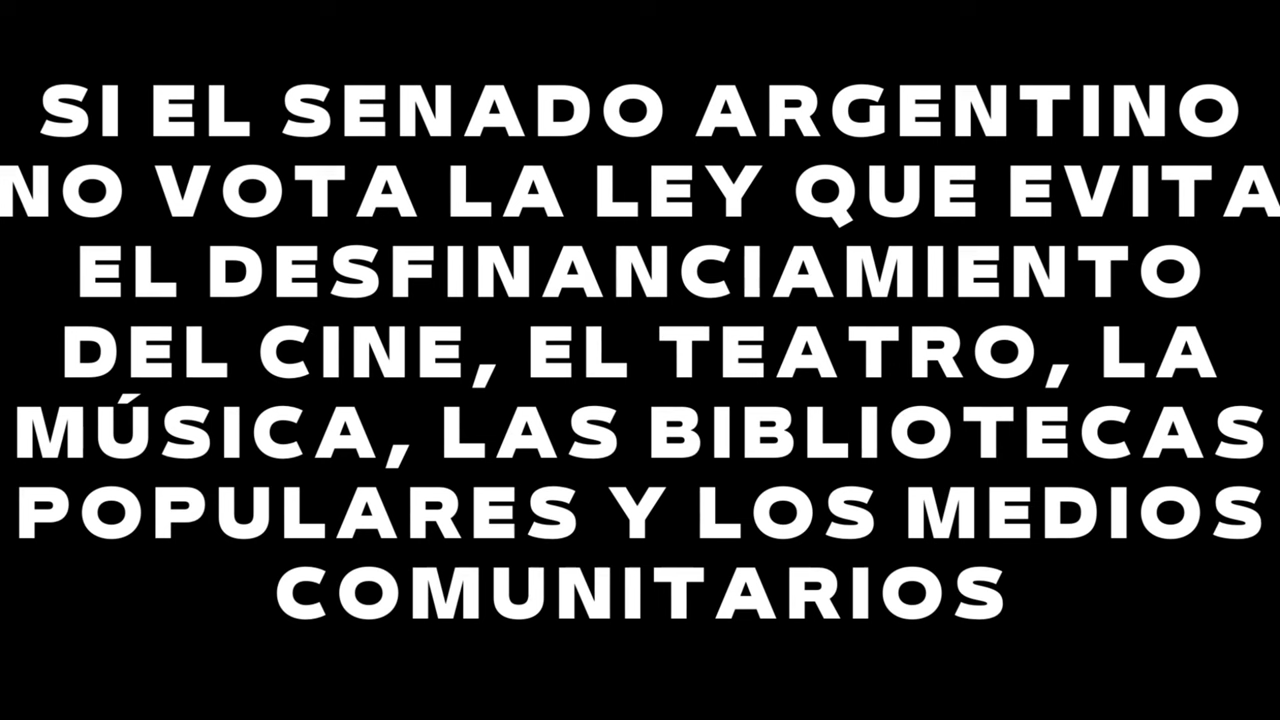 SI EL SENADO ARGENTINO
NO VOTA LA LEY QUE EVITA
EL DESFINANCIAMIENTO
DEL CINE, EL TEATRO, LA
MÚSICA, LAS BIBLIOTECAS
POPULARES Y LOS MEDIOS
COMUNITARIOS